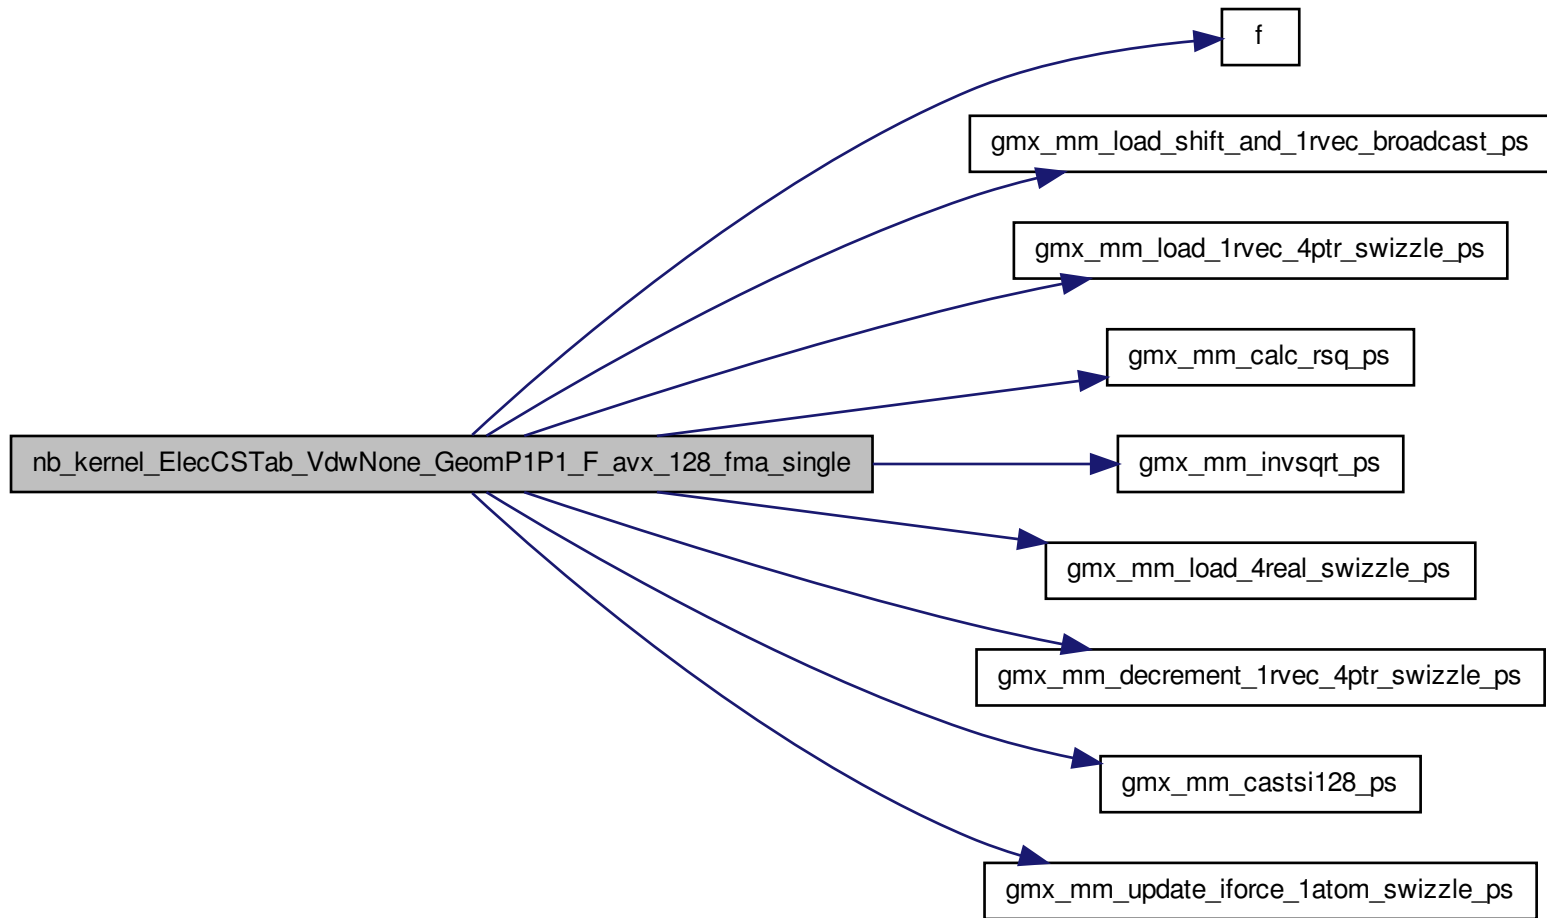 f
gmx_mm_load_shift_and_1rvec_broadcast_ps
gmx_mm_load_1rvec_4ptr_swizzle_ps
gmx_mm_calc_rsq_ps
nb_kernel_ElecCSTab_VdwNone_GeomP1P1_F_avx_128_fma_single
gmx_mm_invsqrt_ps
gmx_mm_load_4real_swizzle_ps
gmx_mm_decrement_1rvec_4ptr_swizzle_ps
gmx_mm_castsi128_ps
gmx_mm_update_iforce_1atom_swizzle_ps